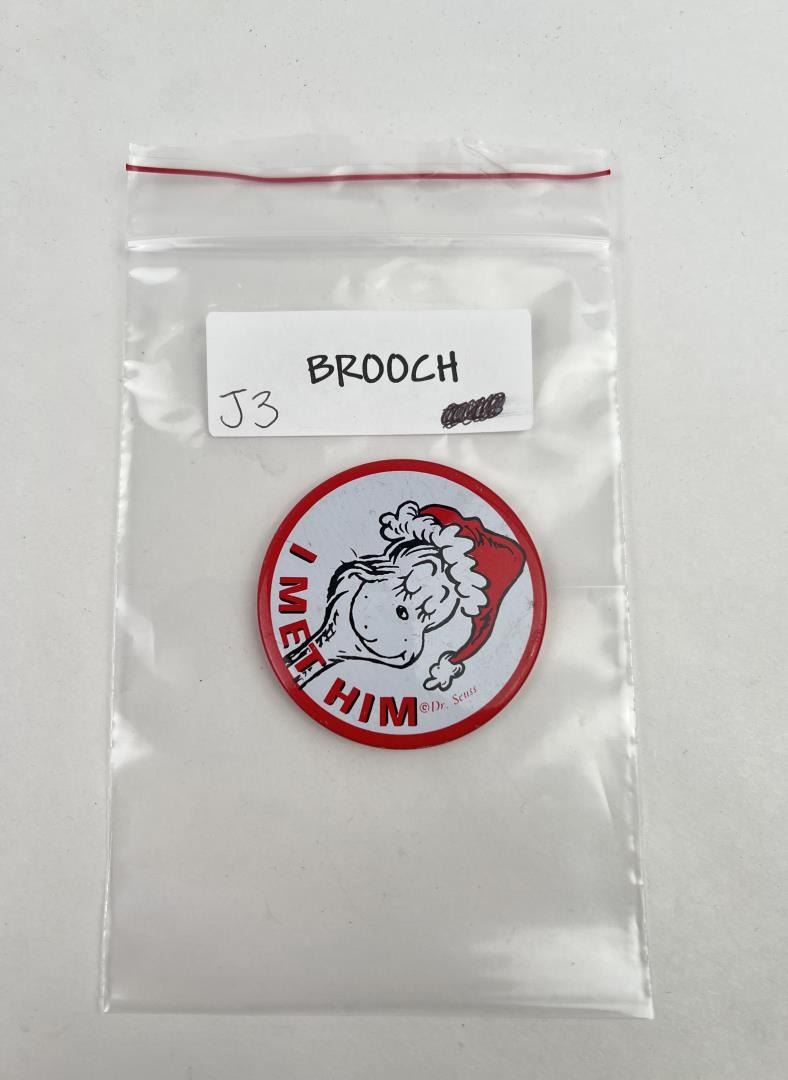 BROOCH
J3
I MET HIM
©Dr. Seuss